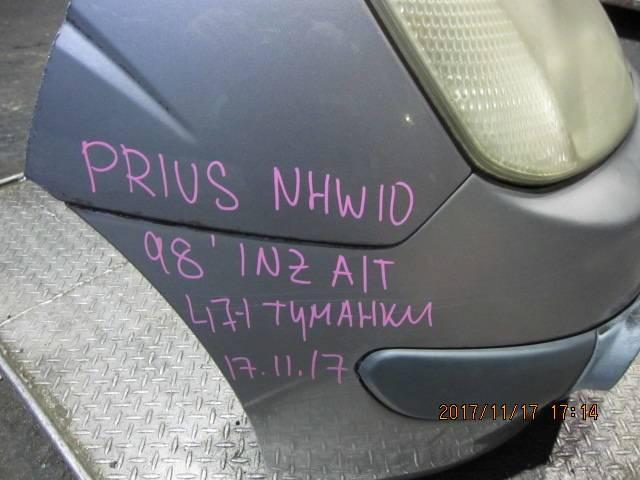 PRIUS NHW10
98' 1NZ A/T
47-1 ТУМАНКИ
17.11.17
2017/11/17 17:14